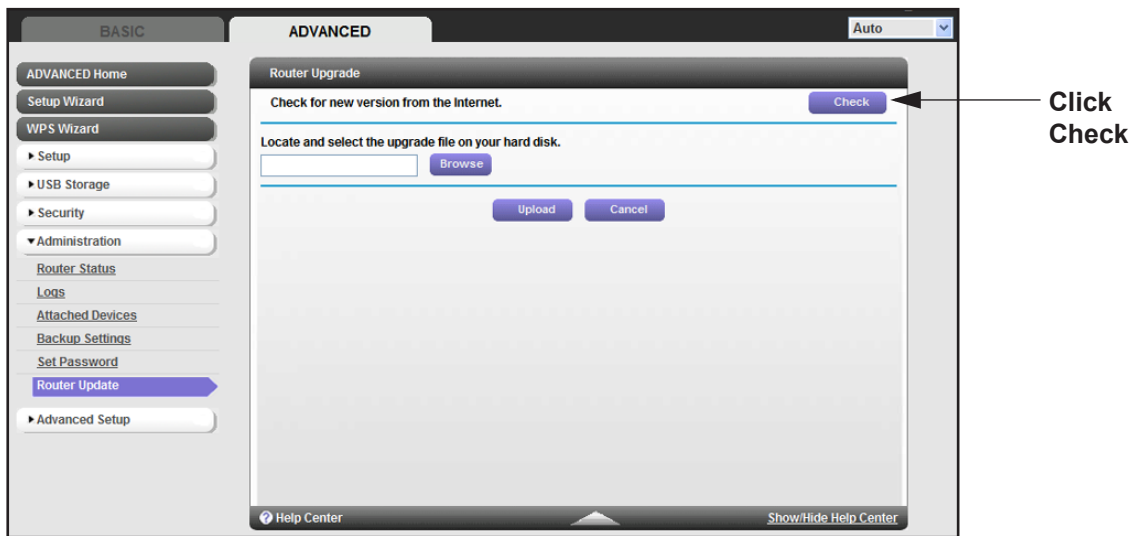 BASIC
ADVANCED
Auto
ADVANCED Home
Setup Wizard
WPS Wizard
Setup
USB Storage
Security
Administration
Router Status
Logs
Attached Devices
Backup Settings
Set Password
Router Update
Advanced Setup
Router Upgrade
Check for new version from the Internet.
Check
Locate and select the upgrade file on your hard disk.
Browse
Upload
Cancel
? Help Center
Show/Hide Help Center
Click
Check